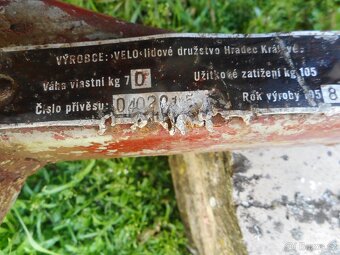 VÝROBCE: »VELO« lidové družstvo Hradec Králové
Váha vlastní kg 70 Užitkové zatížení kg 105
Číslo přívěsu: Rok výroby 1958